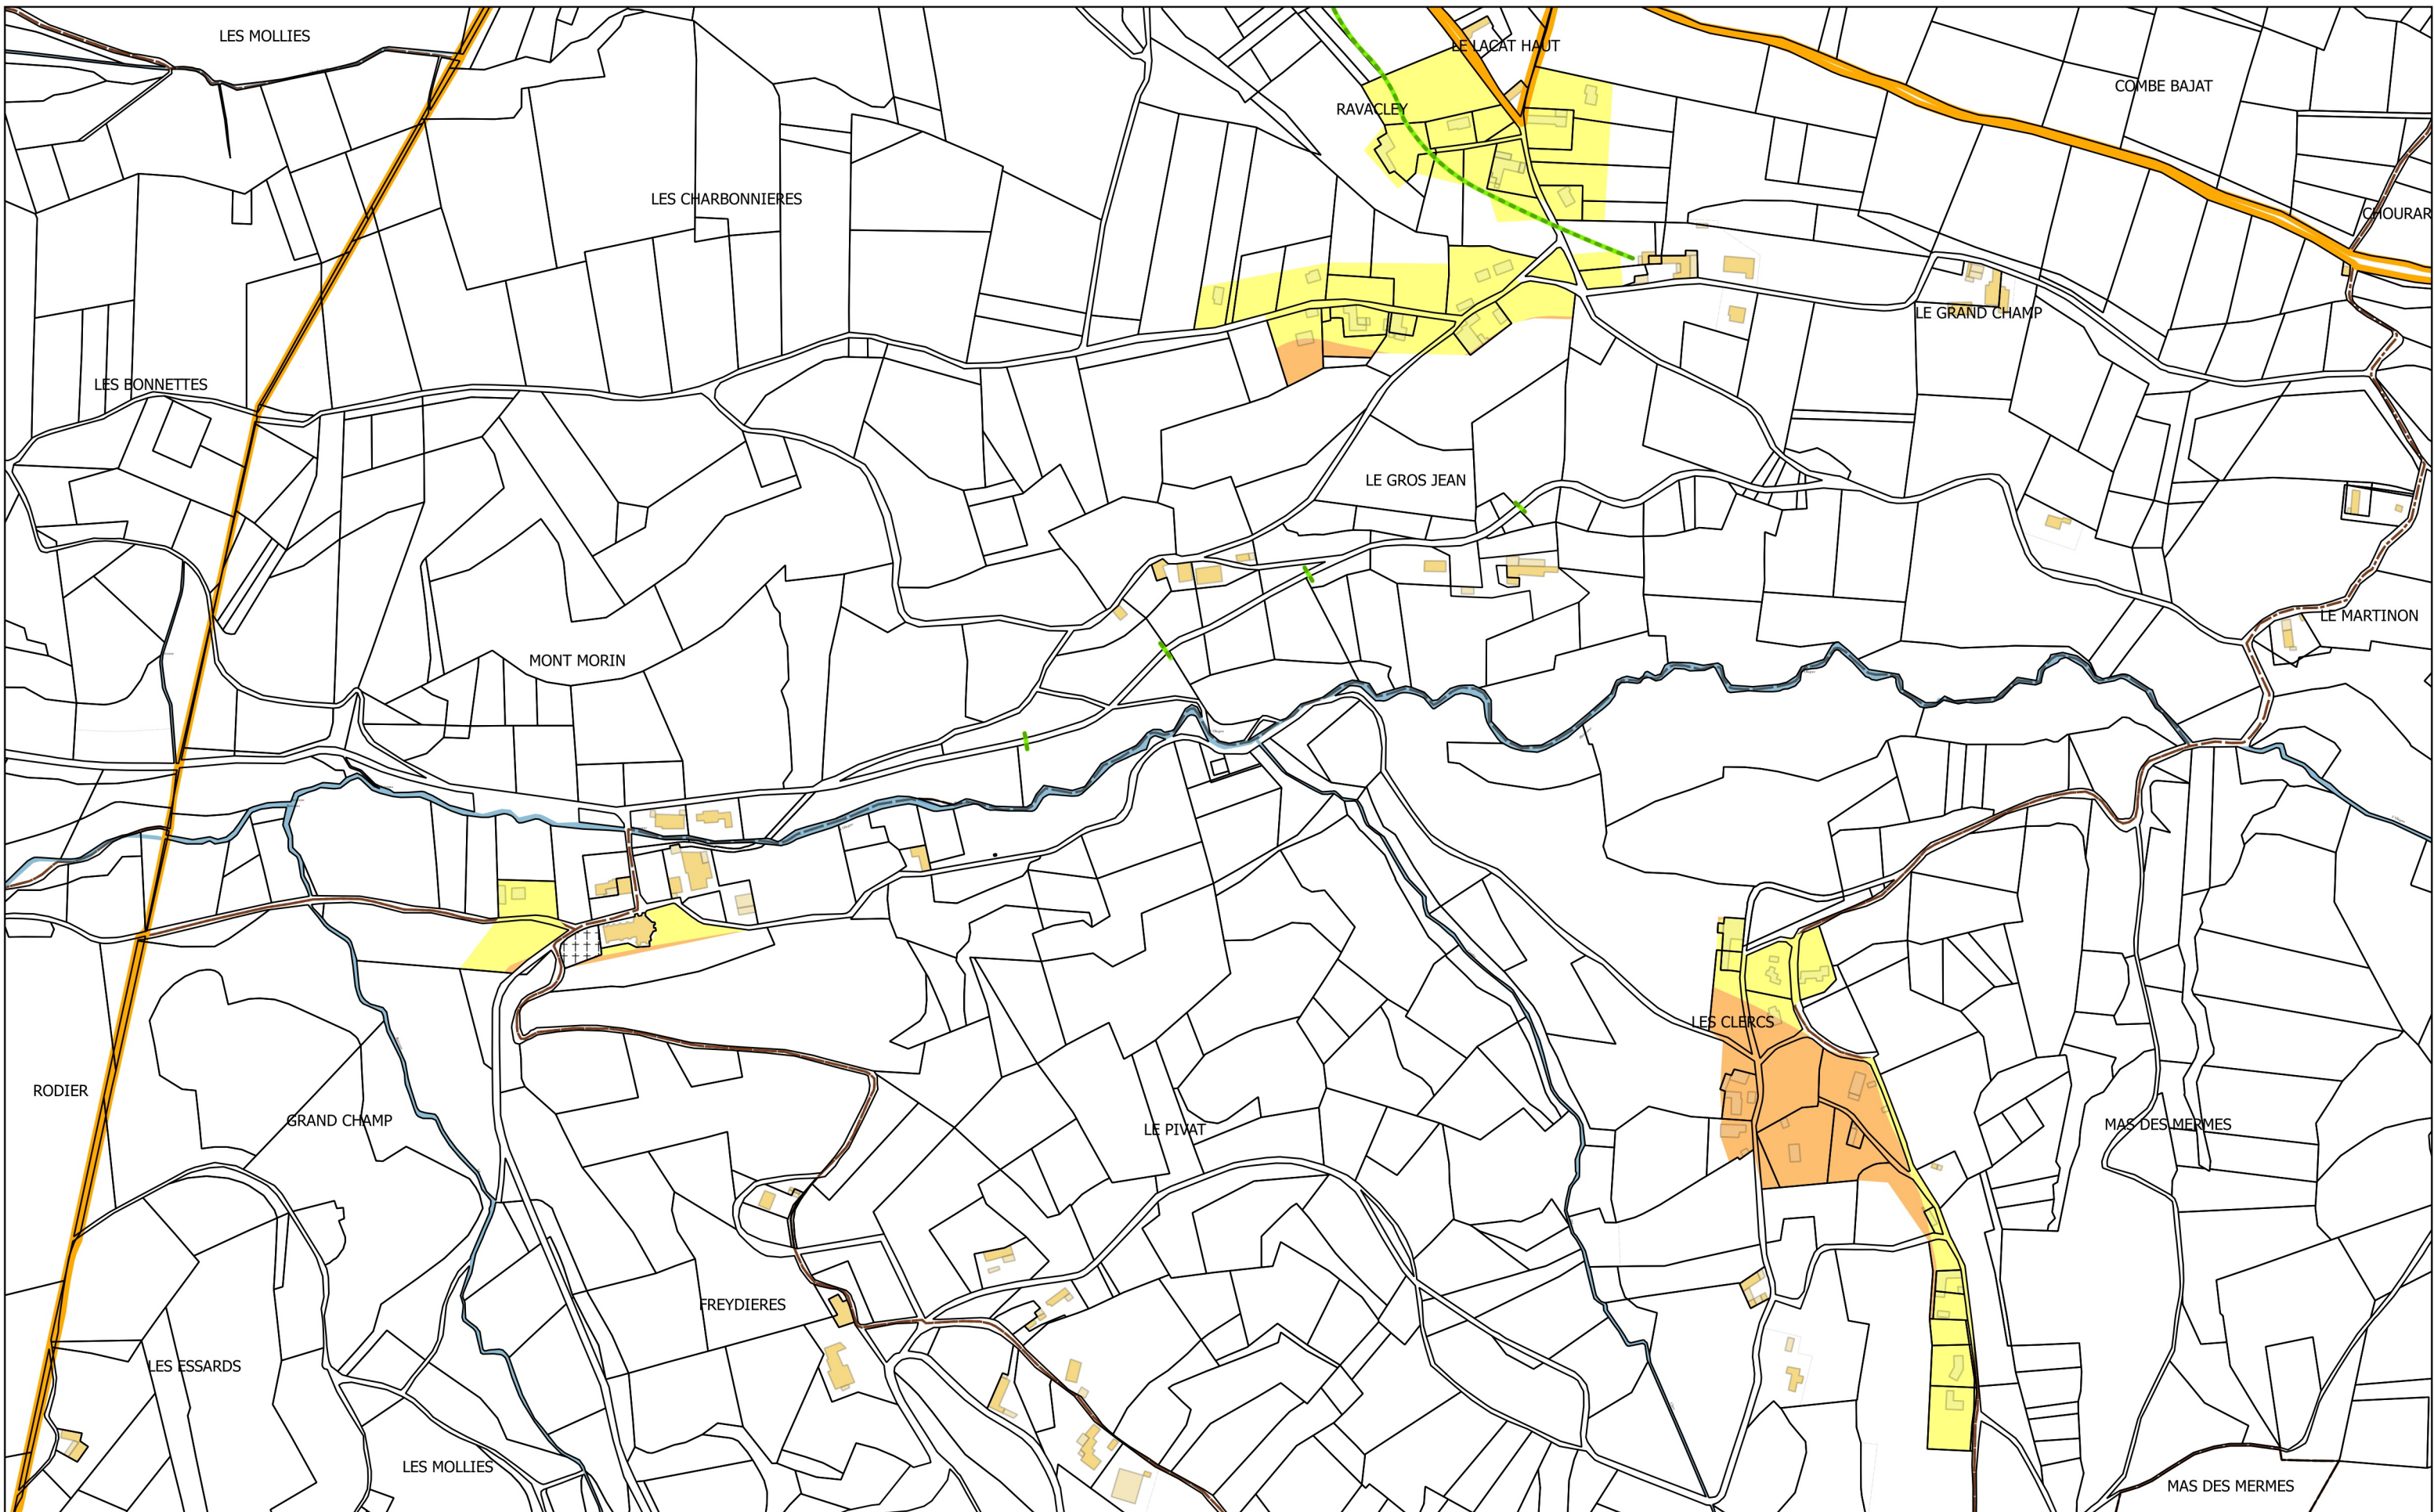 LES MOLLIES
LE LACAT HAUT
COMBE BAJAT
RAVACLEY
LES CHARBONNIERES
CHOURAR
LE GRAND CHAMP
LES BONNETTES
LE GROS JEAN
LE MARTINON
MONT MORIN
LES CLERCS
RODIER
GRAND CHAMP
LE PIVAT
MAS DES MERMES
FREYDIERES
LES ESSARDS
LES MOLLIES
MAS DES MERMES